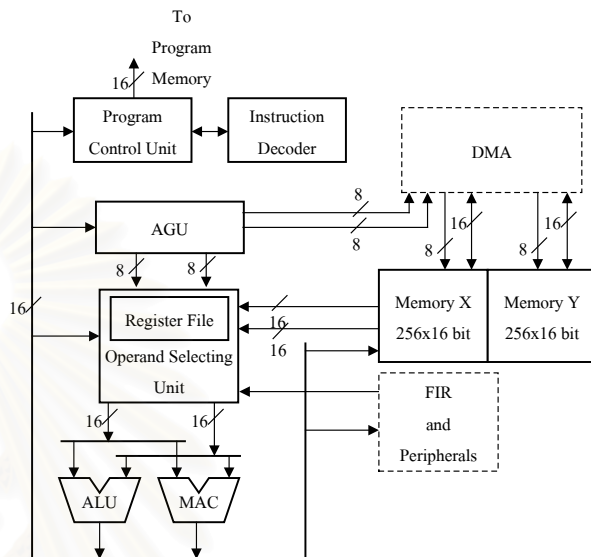 To
Program
Memory
16
Program
Control Unit
Instruction
Decoder
DMA
AGU
8
8
8
16
8
16
8
8
16
Register File
Operand Selecting
Unit
16
16
Memory X
256x16 bit
Memory Y
256x16 bit
FIR
and
Peripherals
16
16
ALU
MAC